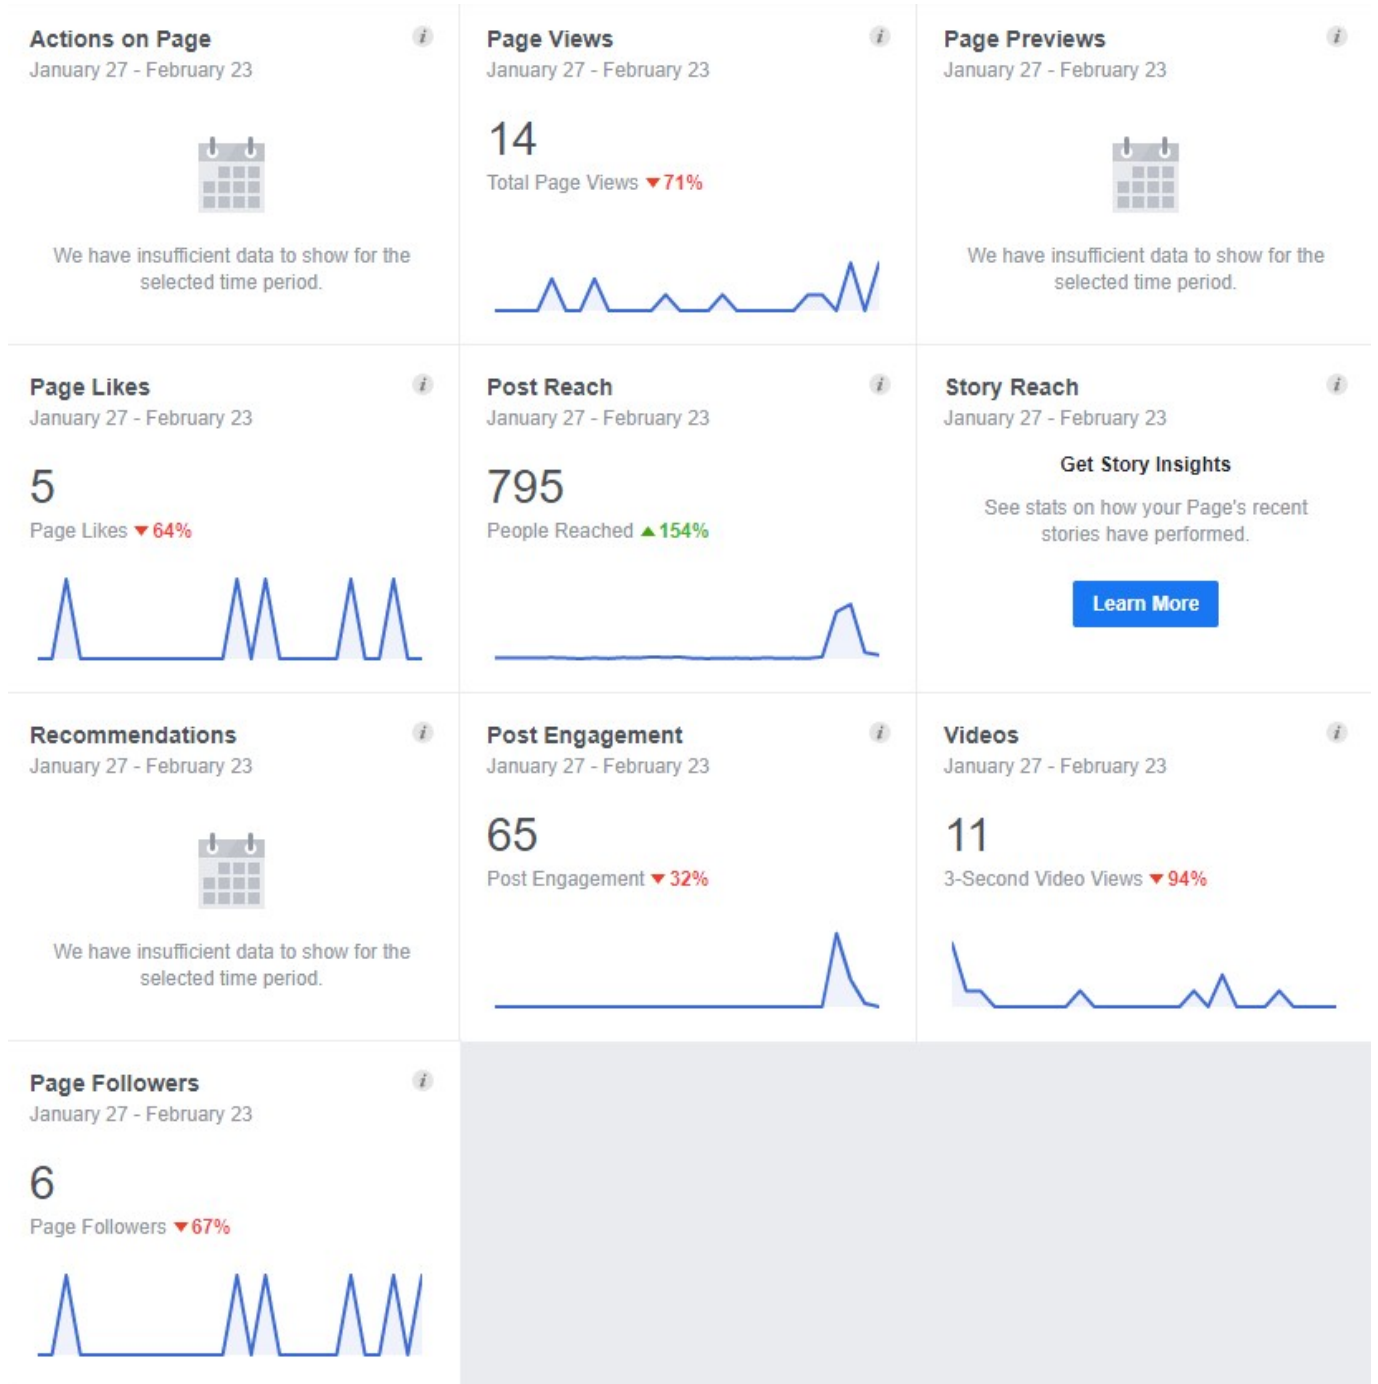 Actions on Page
January 27 - February 23
We have insufficient data to show for the
selected time period.
Page Views
January 27 - February 23
14
Total Page Views ▼71%
Page Previews
January 27 - February 23
We have insufficient data to show for the
selected time period.
Page Likes
January 27 - February 23
5
Page Likes ▼64%
Post Reach
January 27 - February 23
795
People Reached ▲154%
Story Reach
January 27 - February 23
Get Story Insights
See stats on how your Page's recent
stories have performed.
Learn More
Recommendations
January 27 - February 23
We have insufficient data to show for the
selected time period.
Post Engagement
January 27 - February 23
65
Post Engagement ▼32%
Videos
January 27 - February 23
11
3-Second Video Views ▼94%
Page Followers
January 27 - February 23
6
Page Followers ▼67%